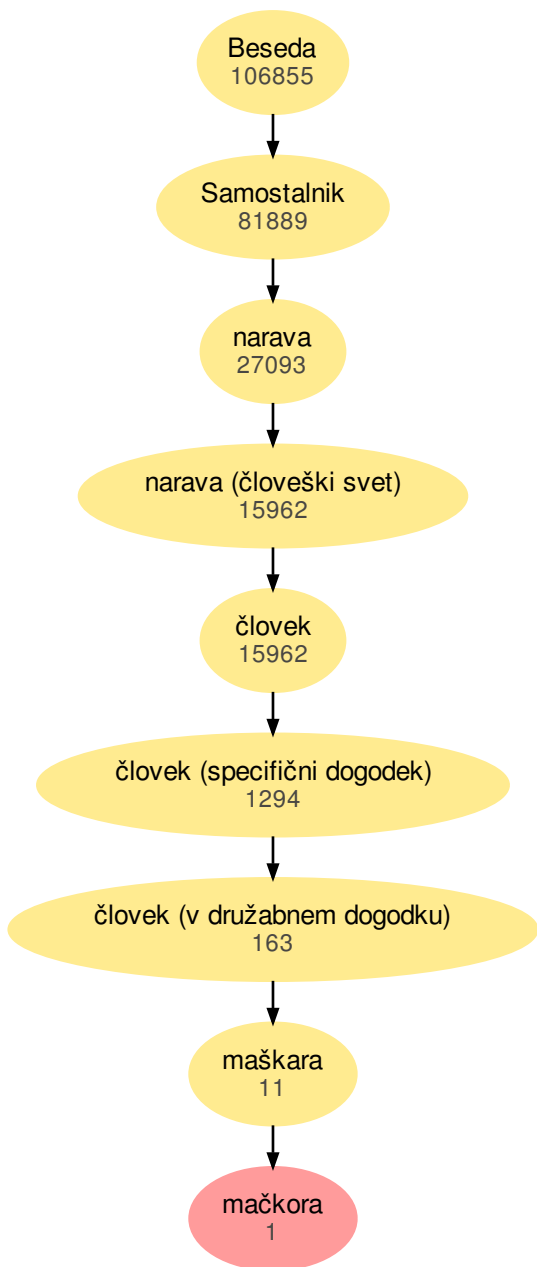 Beseda
106855
Samostalnik
81889
narava
27093
narava (človeški svet)
15962
človek
15962
človek (specifični dogodek)
1294
človek (v družabnem dogodku)
163
maškara
11
mačkora
1